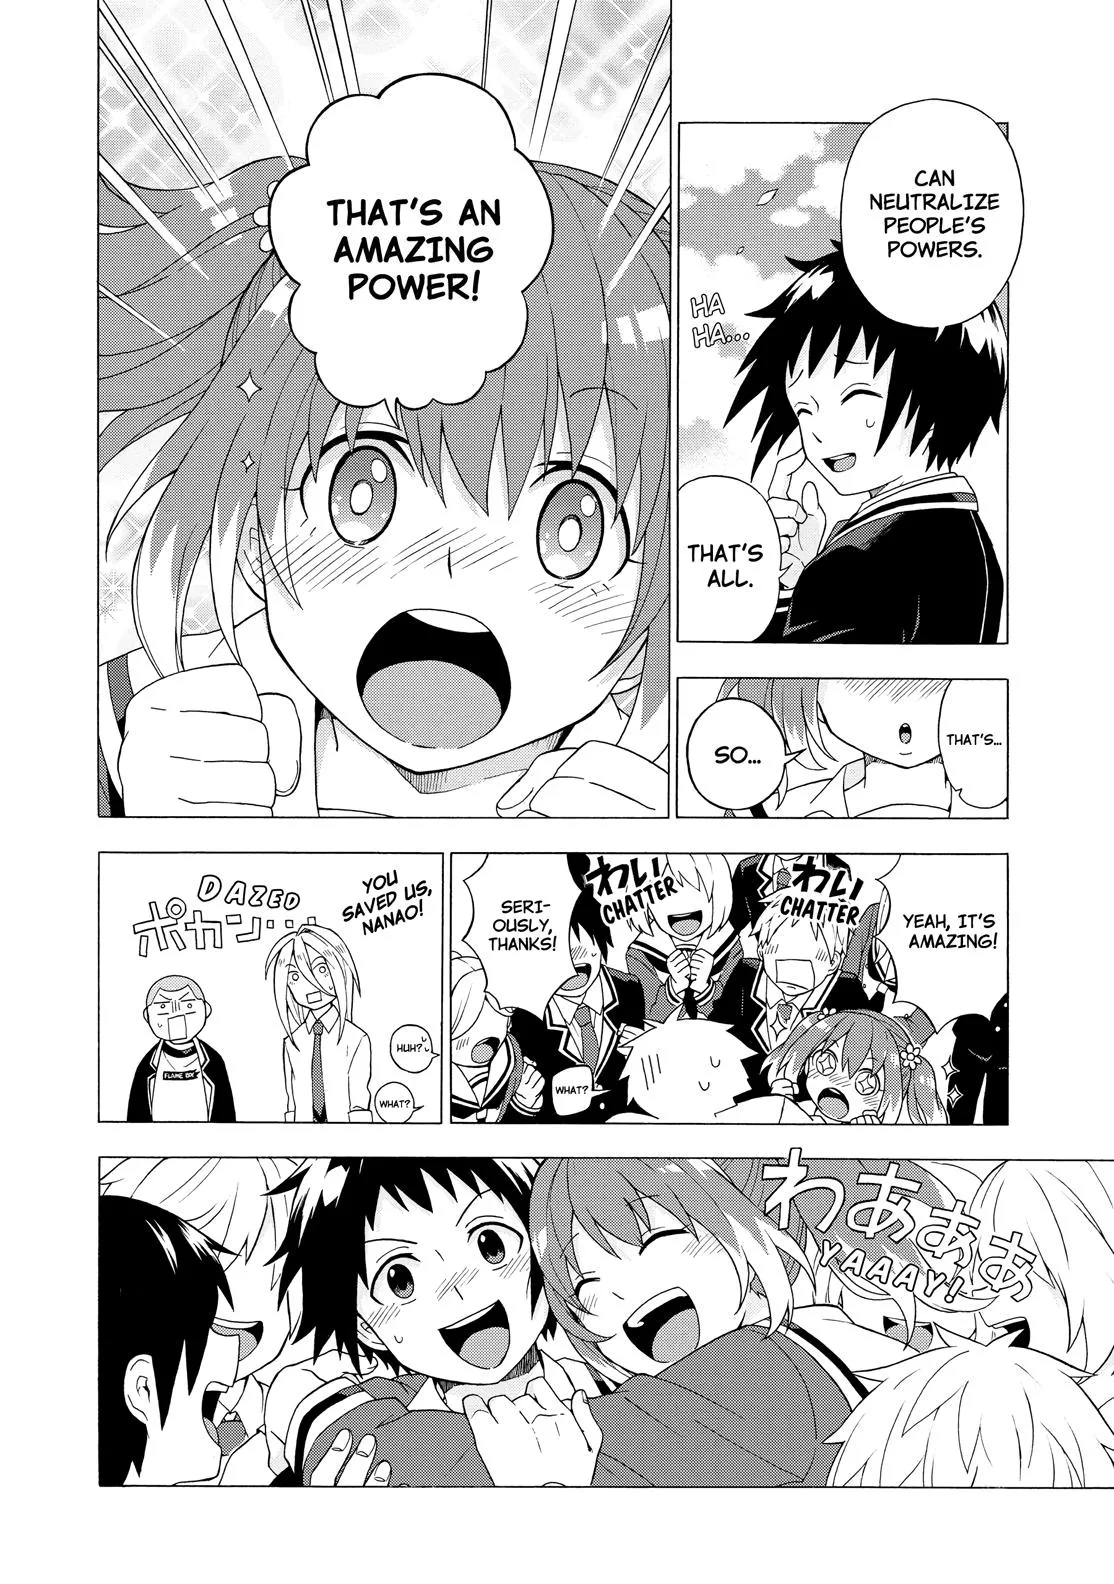 CAN
NEUTRALIZE
PEOPLE'S
POWERS.
HA
HA...
THAT'S
ALL.
THAT'S...
SO...
THAT'S AN
AMAZING
POWER!
YEAH, IT'S
AMAZING!
わい
CHATTER
わい
CHATTER
SERI-
OUSLY,
THANKS!
WHAT?
YOU
SAVED US,
NANAO!
DAZED
ポカン…
HUH?
WHAT?
FLAME BOY
わあああ
YAAAY!